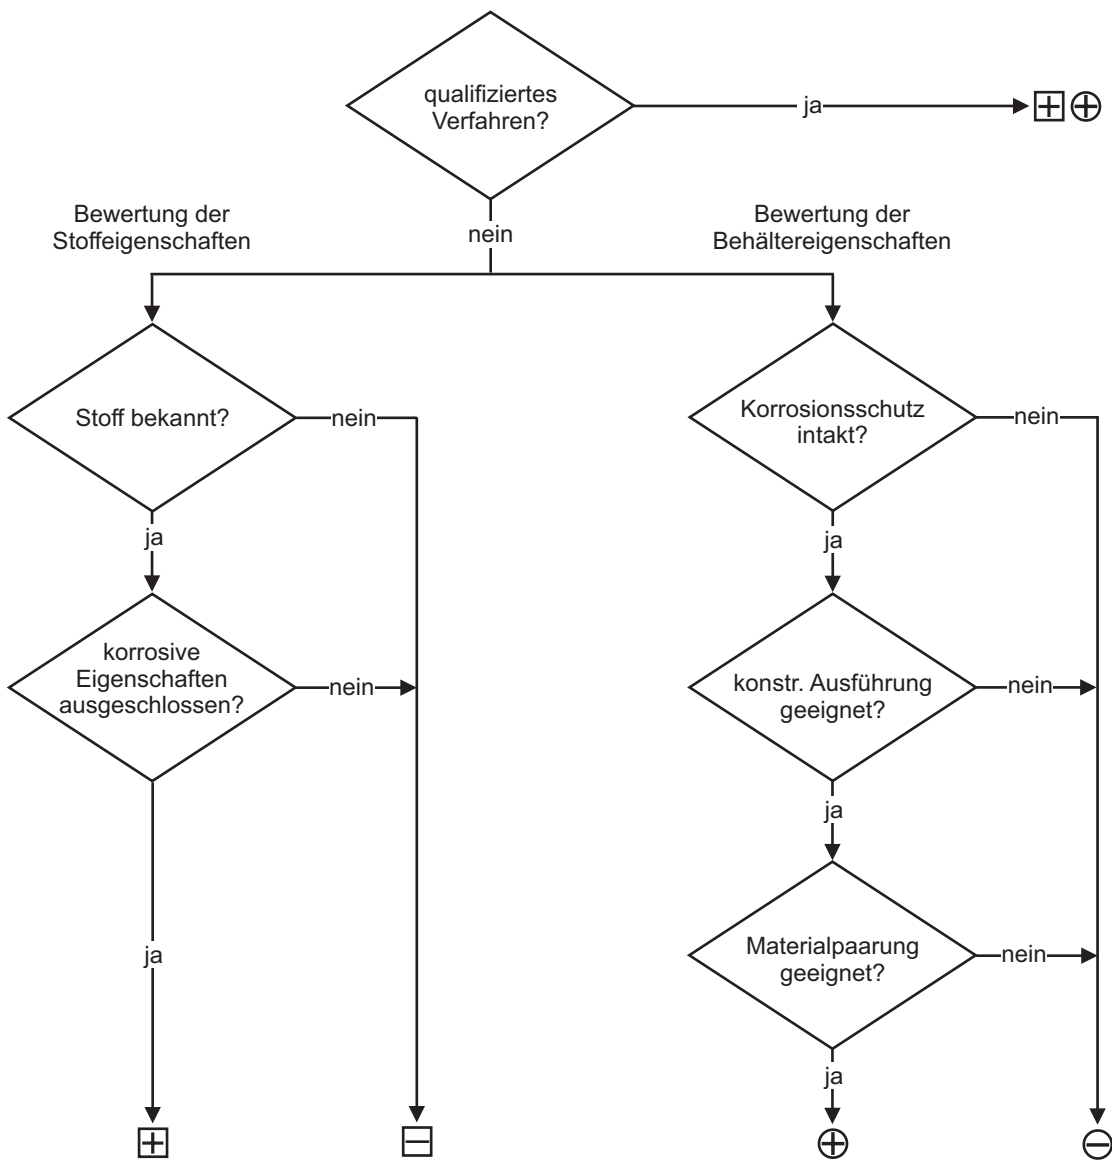 qualifiziertes
Verfahren?
ja
nein
Bewertung der
Stoffeigenschaften
Bewertung der
Behältereigenschaften
Stoff bekannt?
nein
ja
korrosive
Eigenschaften
ausgeschlossen?
nein
ja
Korrosionsschutz
intakt?
nein
ja
konstr. Ausführung
geeignet?
nein
ja
Materialpaarung
geeignet?
nein
ja